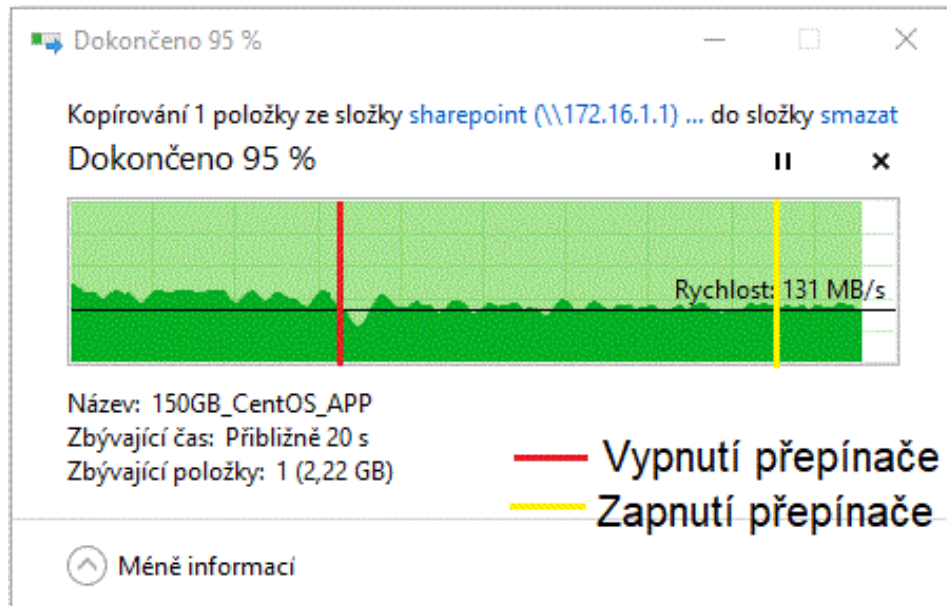 Dokončeno 95 %
Kopírování 1 položky ze složky sharepoint (\\172.16.1.1) ... do složky smazat
Dokončeno 95 %
Rychlost: 131 MB/s
Název: 150GB_CentOS_APP
Zbývající čas: Přibližně 20 s
Zbývající položky: 1 (2,22 GB)
Vypnutí přepínače
Zapnutí přepínače
Méně informací